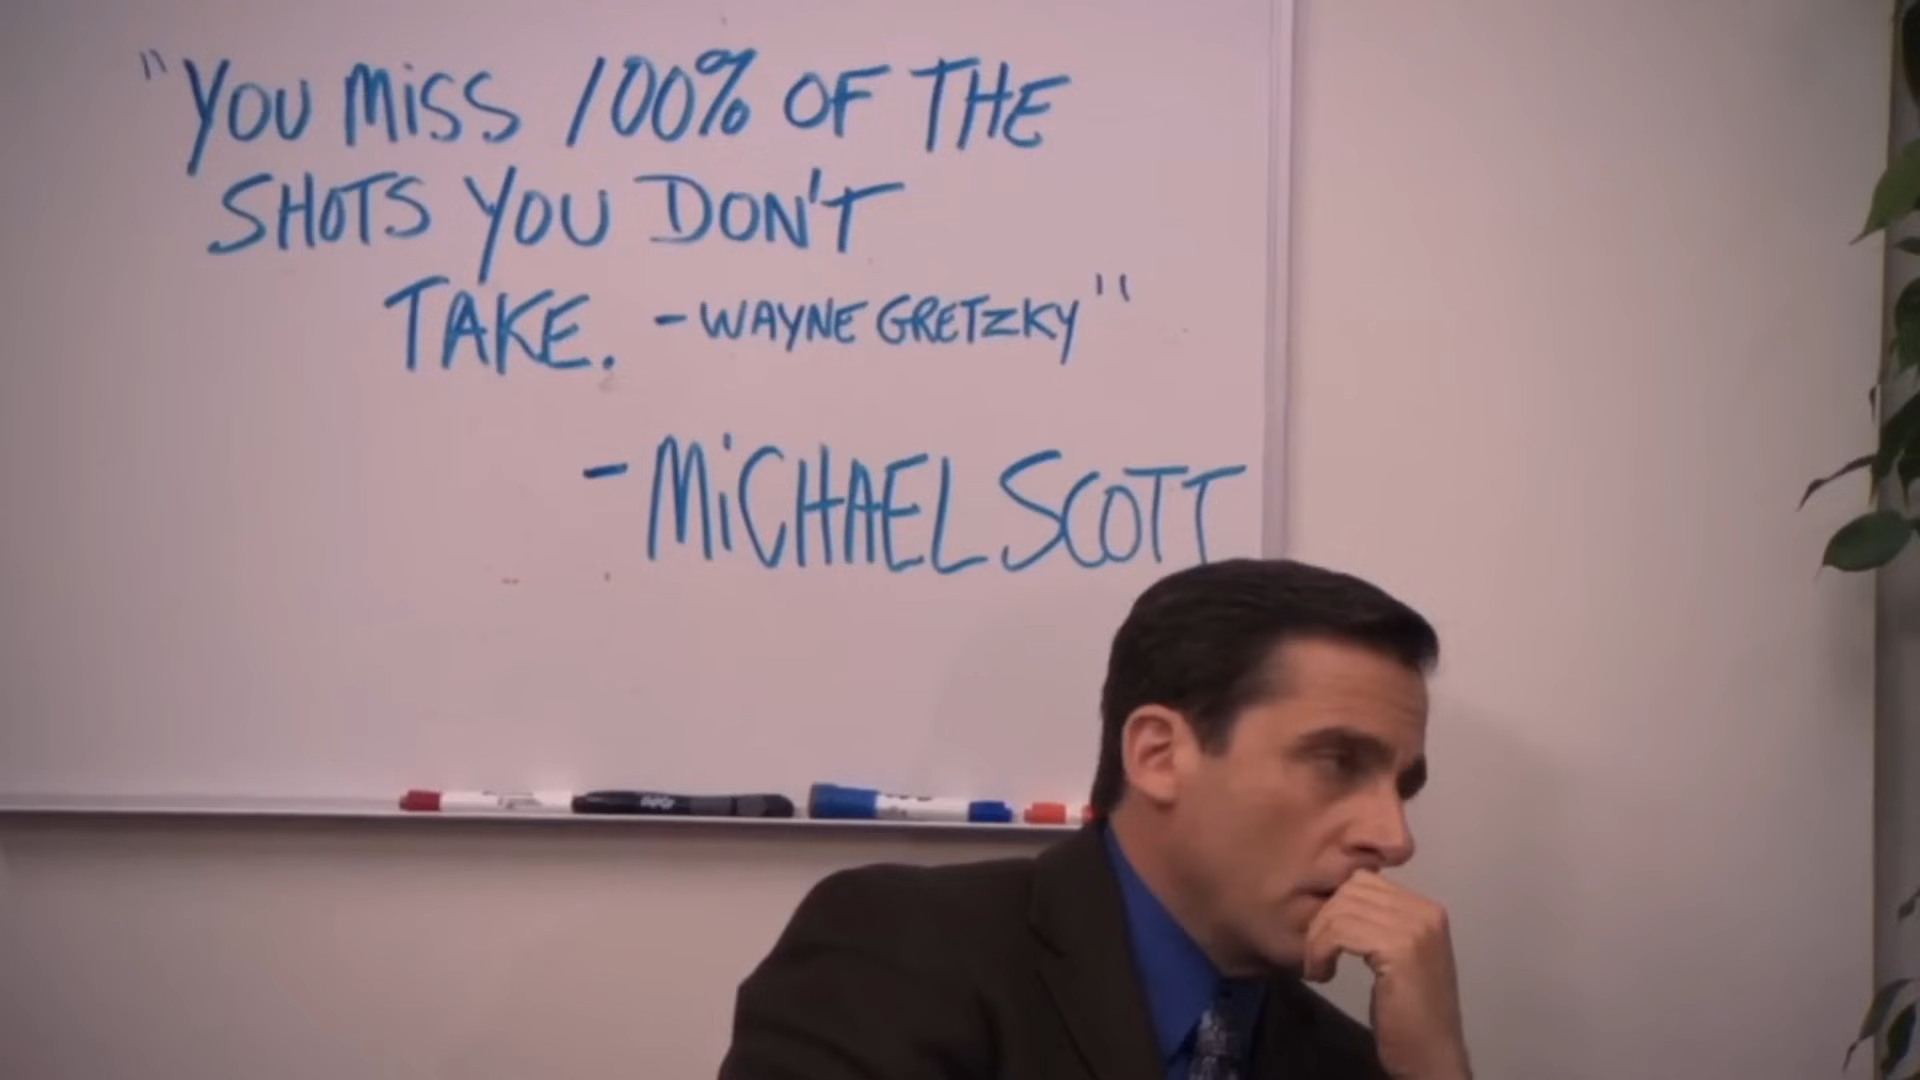 "YOU MiSS 100% OF THE
SHOTS YOU DON'T
TAKE. - WAYNE GRETZKY"
- MiCHAEL SCOTT